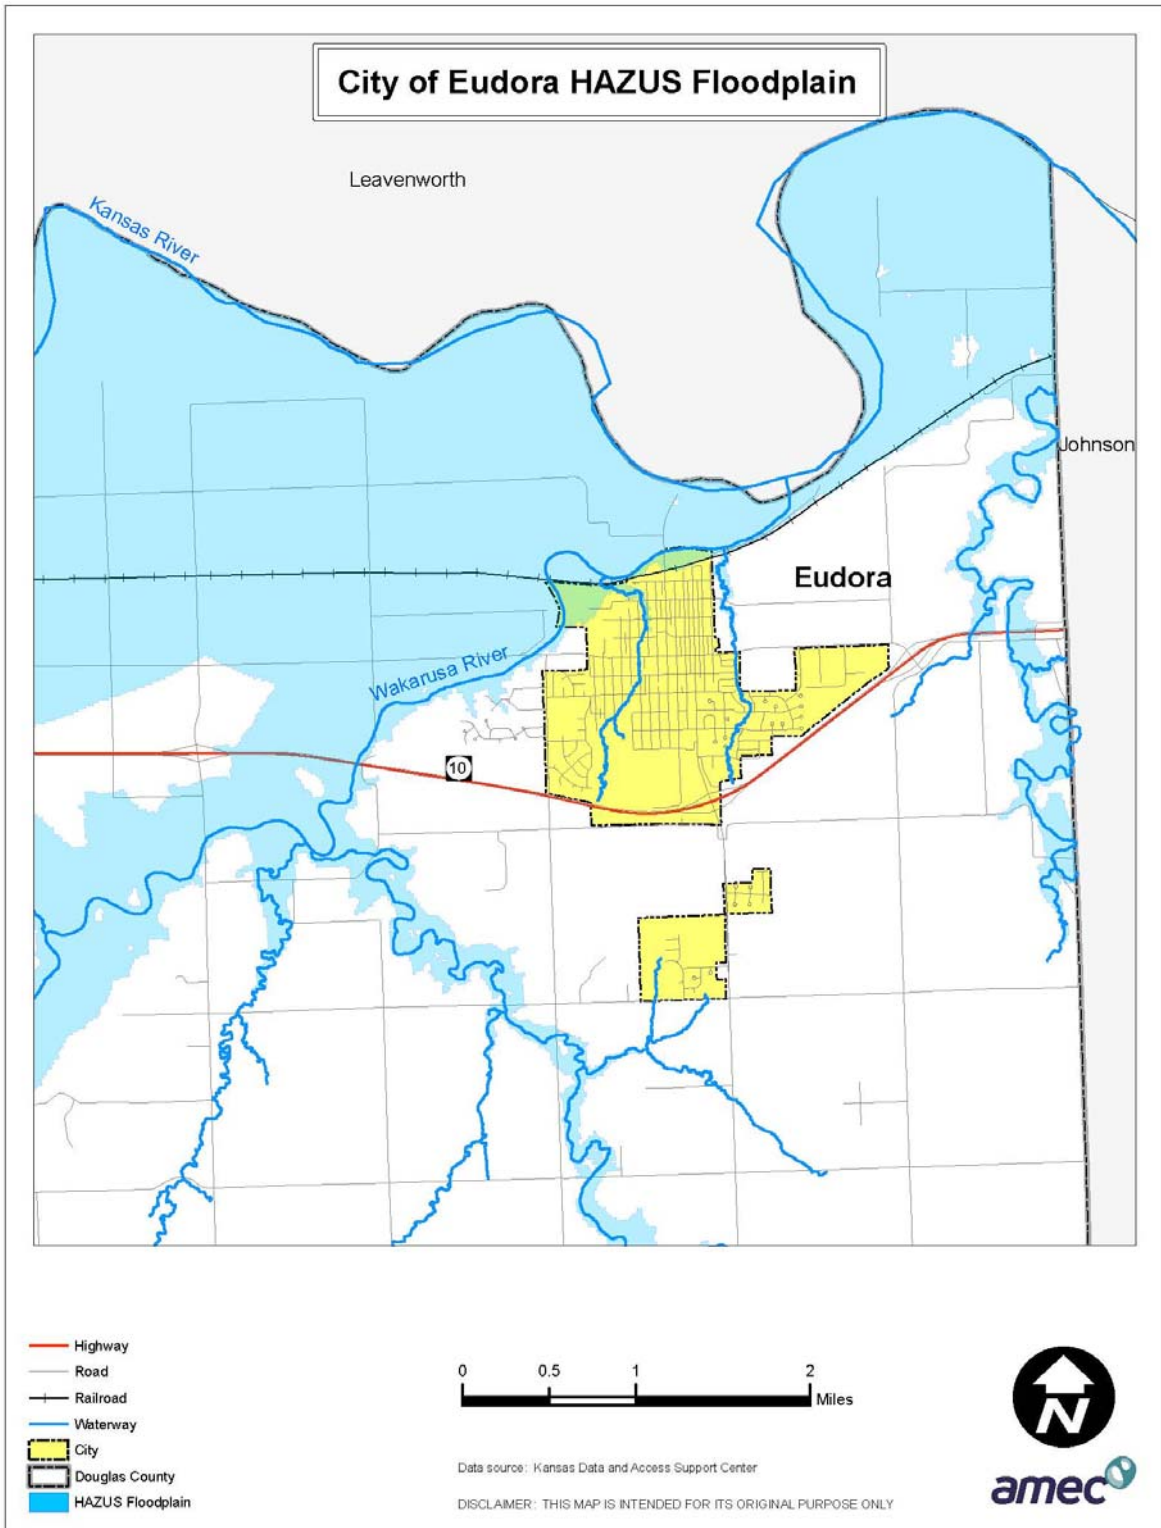 City of Eudora HAZUS Floodplain
Leavenworth
Kansas River
Johnson
Eudora
Wakarusa River
10
Highway
Road
Railroad
Waterway
City
Douglas County
HAZUS Floodplain
0 0.5 1 2
Miles
N
Data source: Kansas Data and Access Support Center
DISCLAIMER: THIS MAP IS INTENDED FOR ITS ORIGINAL PURPOSE ONLY
amec